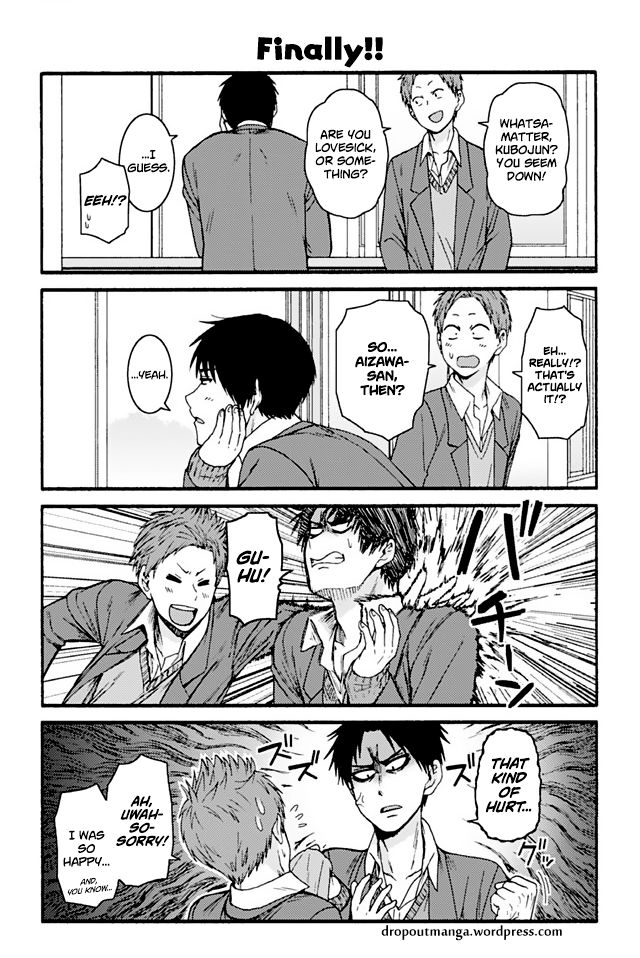 Finally!!
WHATSA-
MATTER,
KUBOJUN?
YOU SEEM
DOWN!
ARE YOU
LOVESICK,
OR SOME-
THING?
...I
GUESS.
EEH!?
EH...
REALLY!?
THAT'S
ACTUALLY
IT!?
SO...
AIZAWA-
SAN,
THEN?
...YEAH.
バチーン
GU-
HU!
THAT
KIND OF
HURT...
ズキ
ズキ
AH,
UWAH-
SO-
SORRY!
I WAS
SO
HAPPY...
AND,
YOU KNOW...
dropoutmanga.wordpress.com